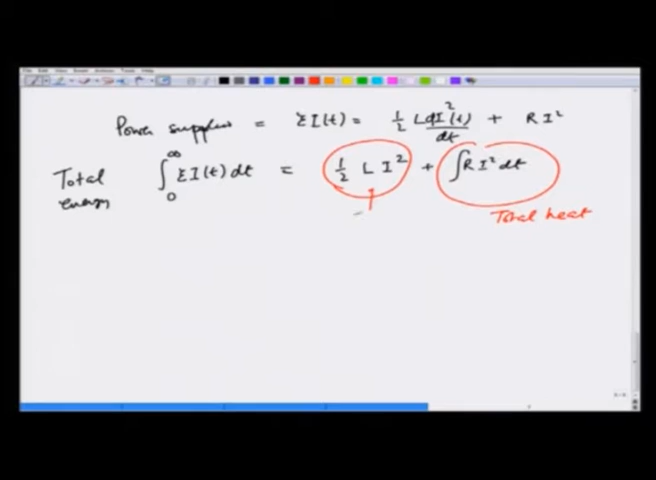 Power supplied = ΣI(t) = 1/2 L dI²(t)/dt + RI²
Total energy ∫₀^∞ ΣI(t) dt = 1/2 L I² + ∫RI² dt
Total heat